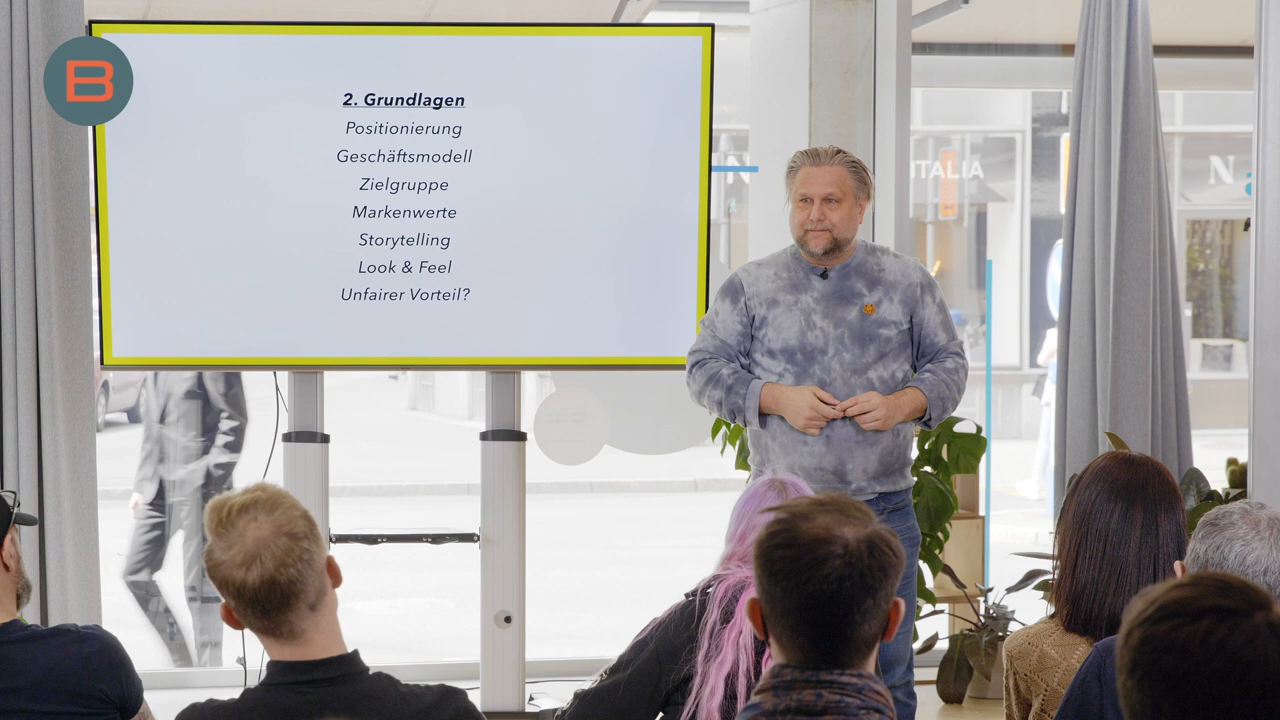 B
2. Grundlagen
Positionierung
Geschäftsmodell
Zielgruppe
Markenwerte
Storytelling
Look & Feel
Unfairer Vorteil?
N
ITALIA
N